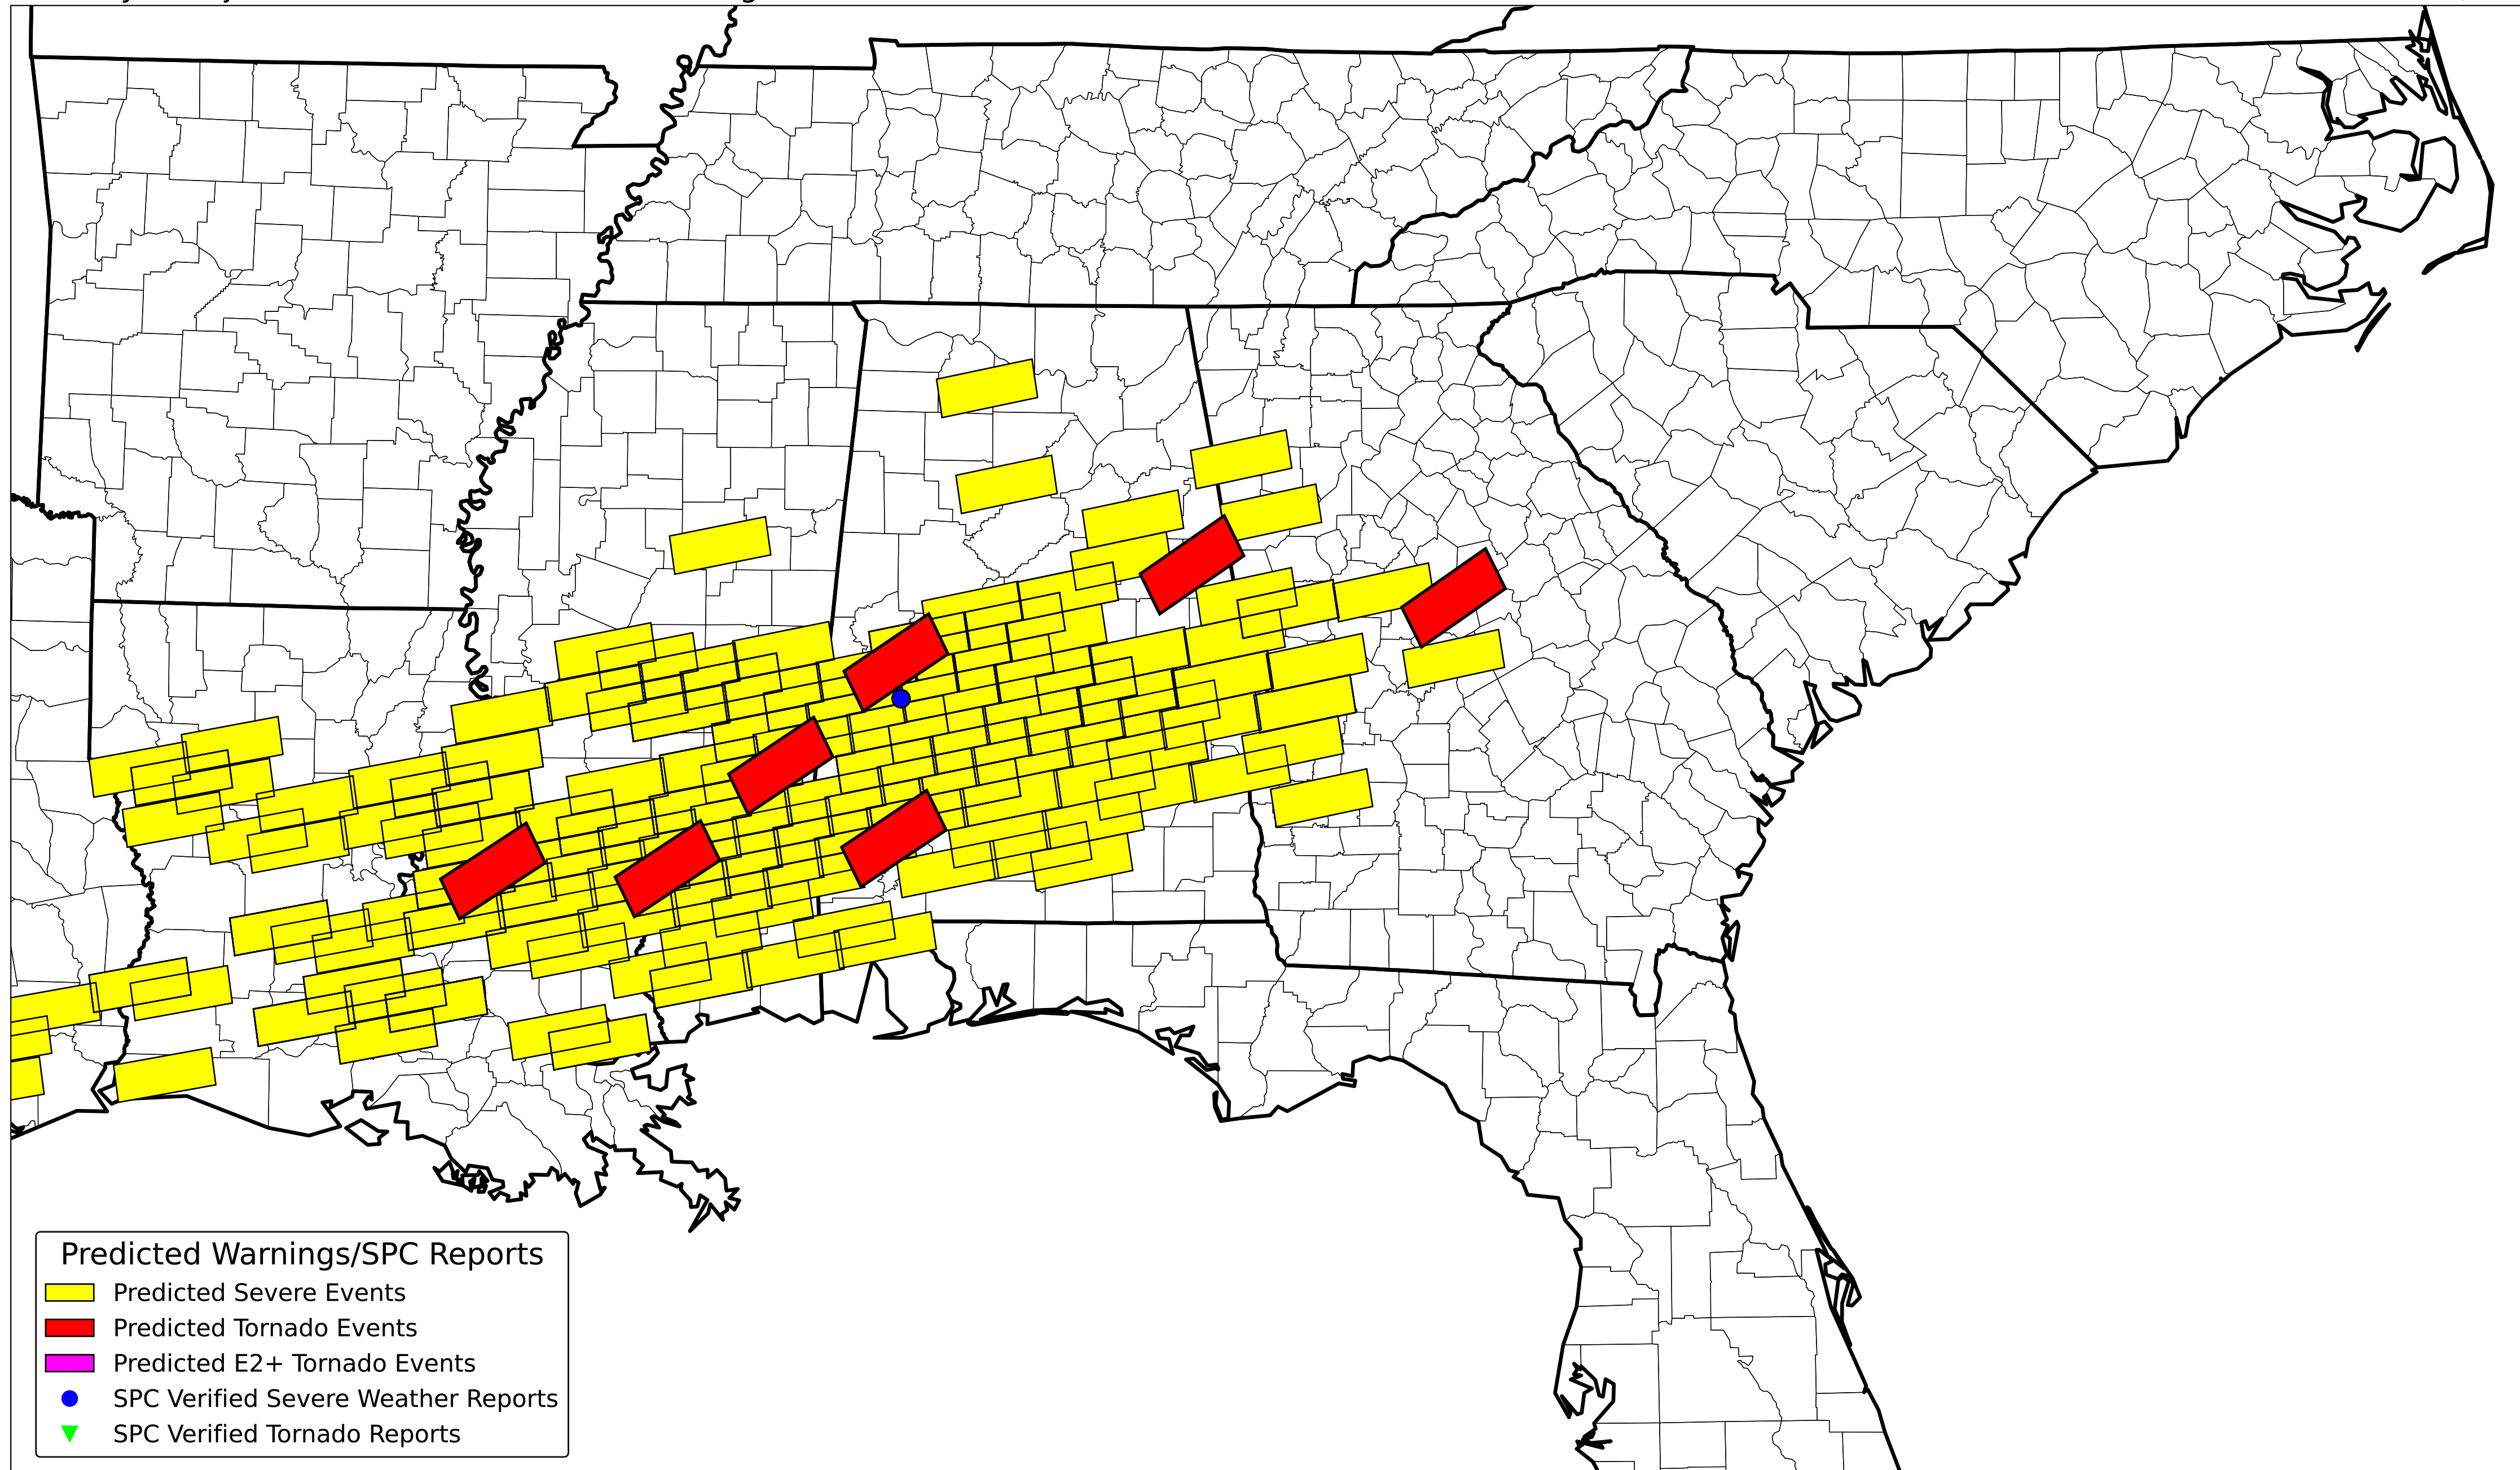 Predicted Warnings/SPC Reports
Predicted Severe Events
Predicted Tornado Events
Predicted E2+ Tornado Events
SPC Verified Severe Weather Reports
SPC Verified Tornado Reports